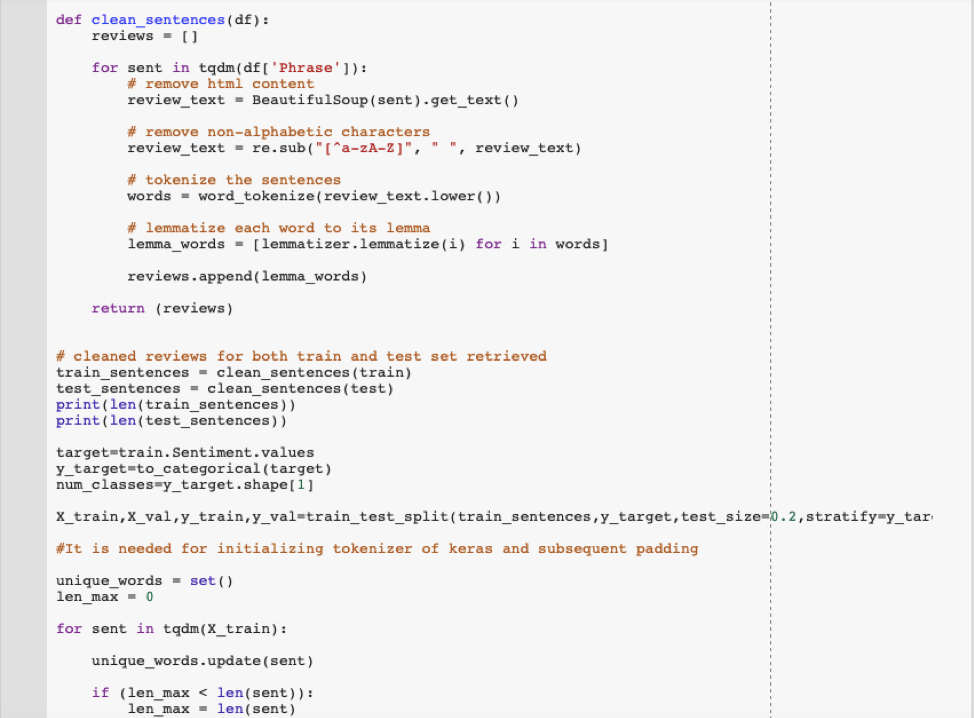 def clean_sentences(df):
    reviews = []

    for sent in tqdm(df['Phrase']):
        # remove html content
        review_text = BeautifulSoup(sent).get_text()

        # remove non-alphabetic characters
        review_text = re.sub("[^a-zA-Z]", " ", review_text)

        # tokenize the sentences
        words = word_tokenize(review_text.lower())

        # lemmatize each word to its lemma
        lemma_words = [lemmatizer.lemmatize(i) for i in words]

        reviews.append(lemma_words)

    return (reviews)


# cleaned reviews for both train and test set retrieved
train_sentences = clean_sentences(train)
test_sentences = clean_sentences(test)
print(len(train_sentences))
print(len(test_sentences))

target=train.Sentiment.values
y_target=to_categorical(target)
num_classes=y_target.shape[1]

X_train,X_val,y_train,y_val=train_test_split(train_sentences,y_target,test_size=0.2,stratify=y_tar

#It is needed for initializing tokenizer of keras and subsequent padding

unique_words = set()
len_max = 0

for sent in tqdm(X_train):

    unique_words.update(sent)

    if (len_max < len(sent)):
        len_max = len(sent)